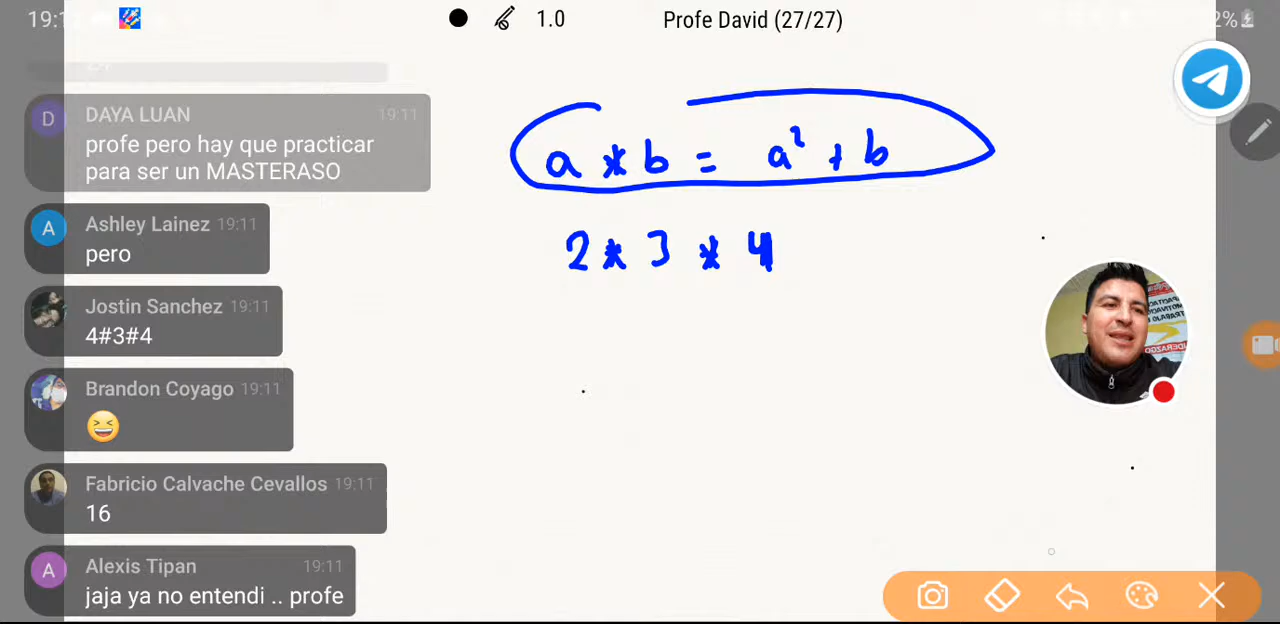 1.0
Profe David (27/27)
DAYA LUAN 19:11
profe pero hay que practicar
para ser un MASTERASO
Ashley Lainez 19:11
pero
Jostin Sanchez 19:11
4#3#4
Brandon Coyago 19:11
😆
Fabricio Calvache Cevallos 19:11
16
Alexis Tipan 19:11
jaja ya no entendi .. profe
a * b = a² + b
2 * 3 * 4